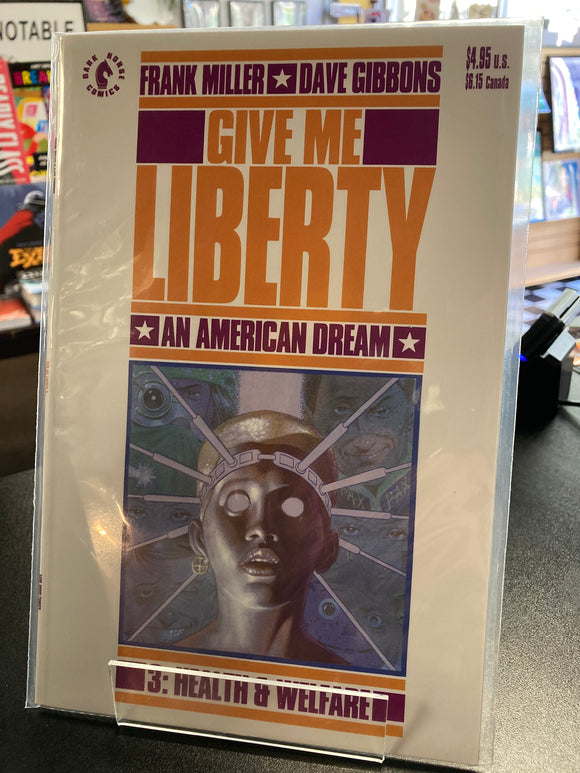 NOTABLE
DARK HORSE
COMICS
FRANK MILLER ★ DAVE GIBBONS
$4.95 U.S.
$6.15 Canada
GIVE ME
LIBERTY
★ AN AMERICAN DREAM ★
PAX
3: HEALTH & WELFARE